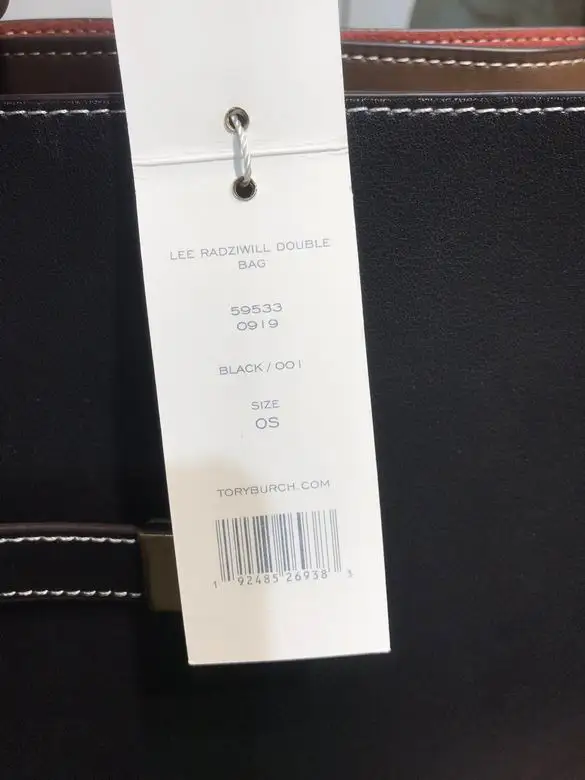 LEE RADZIWILL DOUBLE
BAG
59533
0919
BLACK / 001
SIZE
OS
TORYBURCH.COM
1 92485 26938 3